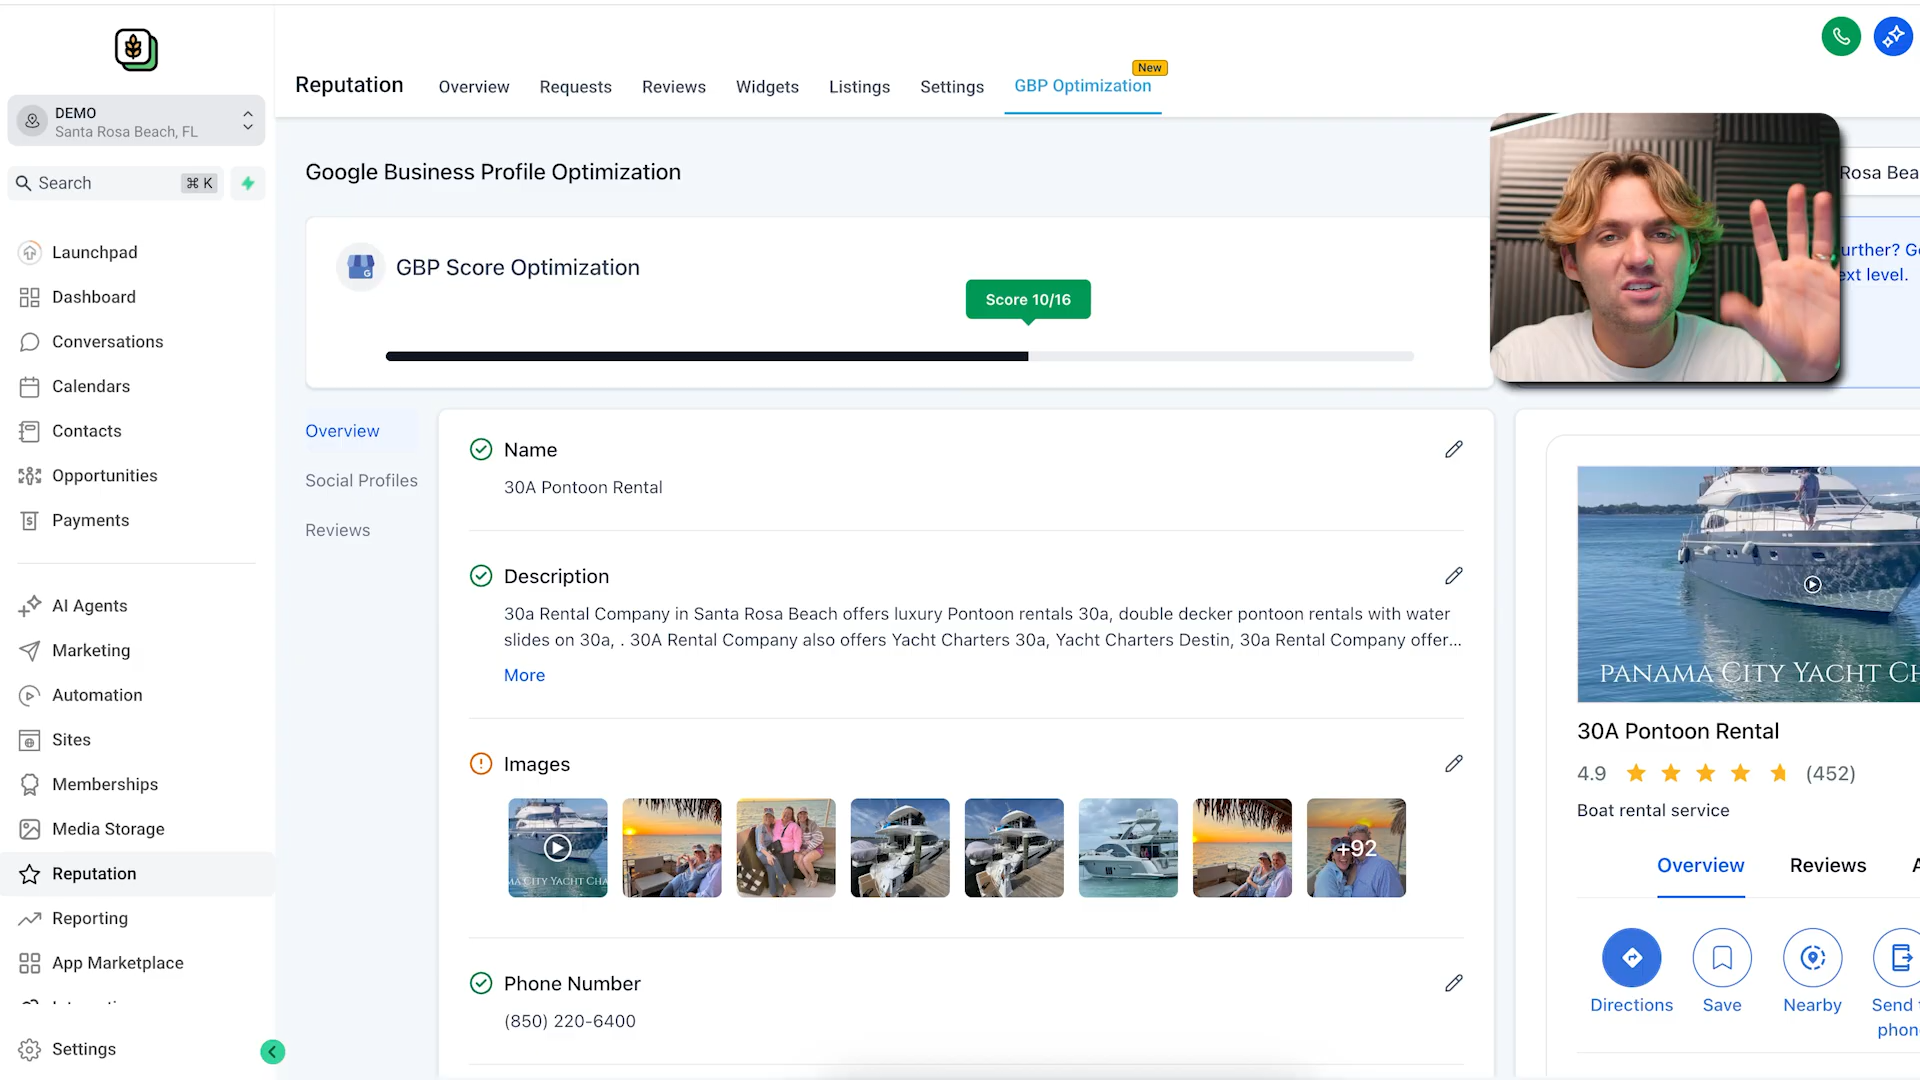 DEMO
Santa Rosa Beach, FL
Search
⌘ K
Launchpad
Dashboard
Conversations
Calendars
Contacts
Opportunities
Payments
AI Agents
Marketing
Automation
Sites
Memberships
Media Storage
Reputation
Reporting
App Marketplace
Settings
Reputation
Overview
Requests
Reviews
Widgets
Listings
Settings
GBP Optimization
New
Google Business Profile Optimization
Rosa Bea
GBP Score Optimization
Score 10/16
urther? G
ext level.
Overview
Social Profiles
Reviews
Name
30A Pontoon Rental
Description
30a Rental Company in Santa Rosa Beach offers luxury Pontoon rentals 30a, double decker pontoon rentals with water
slides on 30a, . 30A Rental Company also offers Yacht Charters 30a, Yacht Charters Destin, 30a Rental Company offer...
More
Images
MA CITY YACHT CHA
+92
Phone Number
(850) 220-6400
PANAMA CITY YACHT CH
30A Pontoon Rental
4.9
(452)
Boat rental service
Overview
Reviews
Directions
Save
Nearby
Send
phon